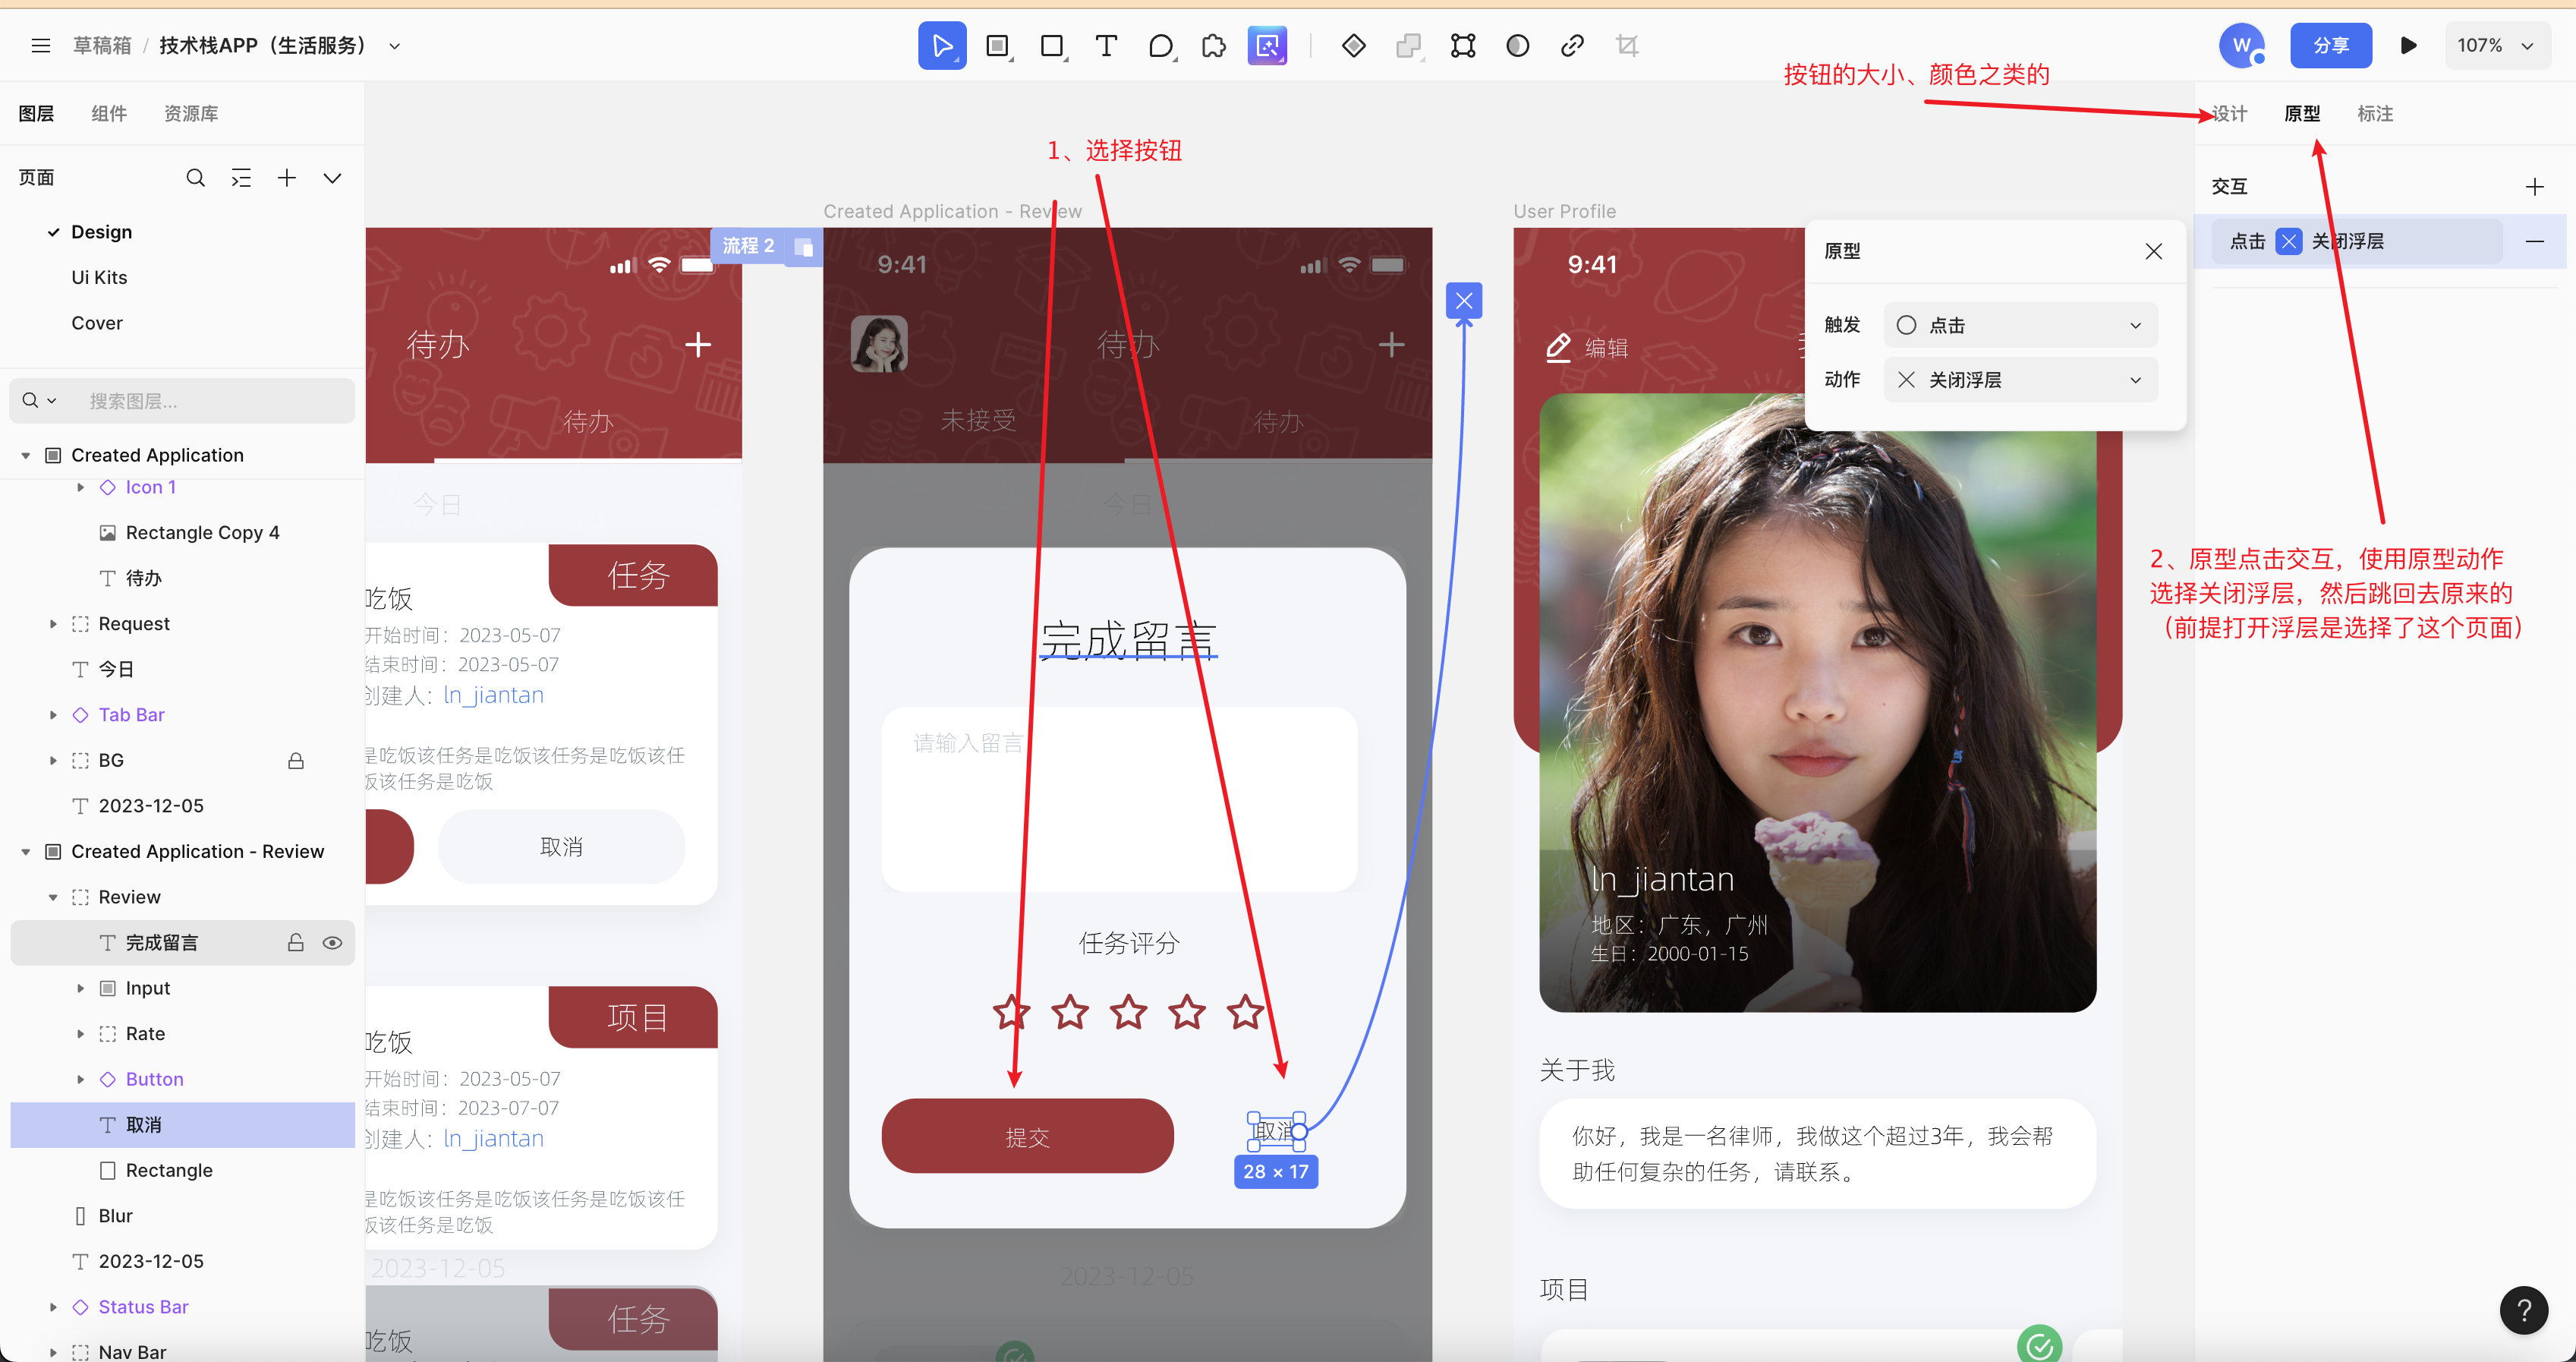 草稿箱 / 技术栈APP（生活服务）
W
分享
107%
图层 组件 资源库
页面
Design
Ui Kits
Cover
搜索图层...
Created Application
Icon 1
Rectangle Copy 4
待办
Request
今日
Tab Bar
BG
2023-12-05
Created Application - Review
Review
完成留言
Input
Rate
Button
取消
Rectangle
Blur
2023-12-05
Status Bar
Nav Bar
待办
待办
今日
任务
吃饭
开始时间：2023-05-07
结束时间：2023-05-07
创建人：ln_jiantan
是吃饭该任务是吃饭该任务是吃饭该任
饭该任务是吃饭
取消
项目
吃饭
开始时间：2023-05-07
结束时间：2023-07-07
创建人：ln_jiantan
是吃饭该任务是吃饭该任务是吃饭该任
饭该任务是吃饭
2023-12-05
任务
吃饭
1、选择按钮
Created Application - Review
流程 2
9:41
待办
未接受 待办
今日
完成留言
请输入留言
任务评分
提交
取消
28 × 17
2023-12-05
User Profile
9:41
编辑
ln_jiantan
地区：广东，广州
生日：2000-01-15
关于我
你好，我是一名律师，我做这个超过3年，我会帮
助任何复杂的任务，请联系。
项目
原型
触发 点击
动作 关闭浮层
按钮的大小、颜色之类的
设计 原型 标注
交互
点击 关闭浮层
2、原型点击交互，使用原型动作
选择关闭浮层，然后跳回去原来的
（前提打开浮层是选择了这个页面）
?